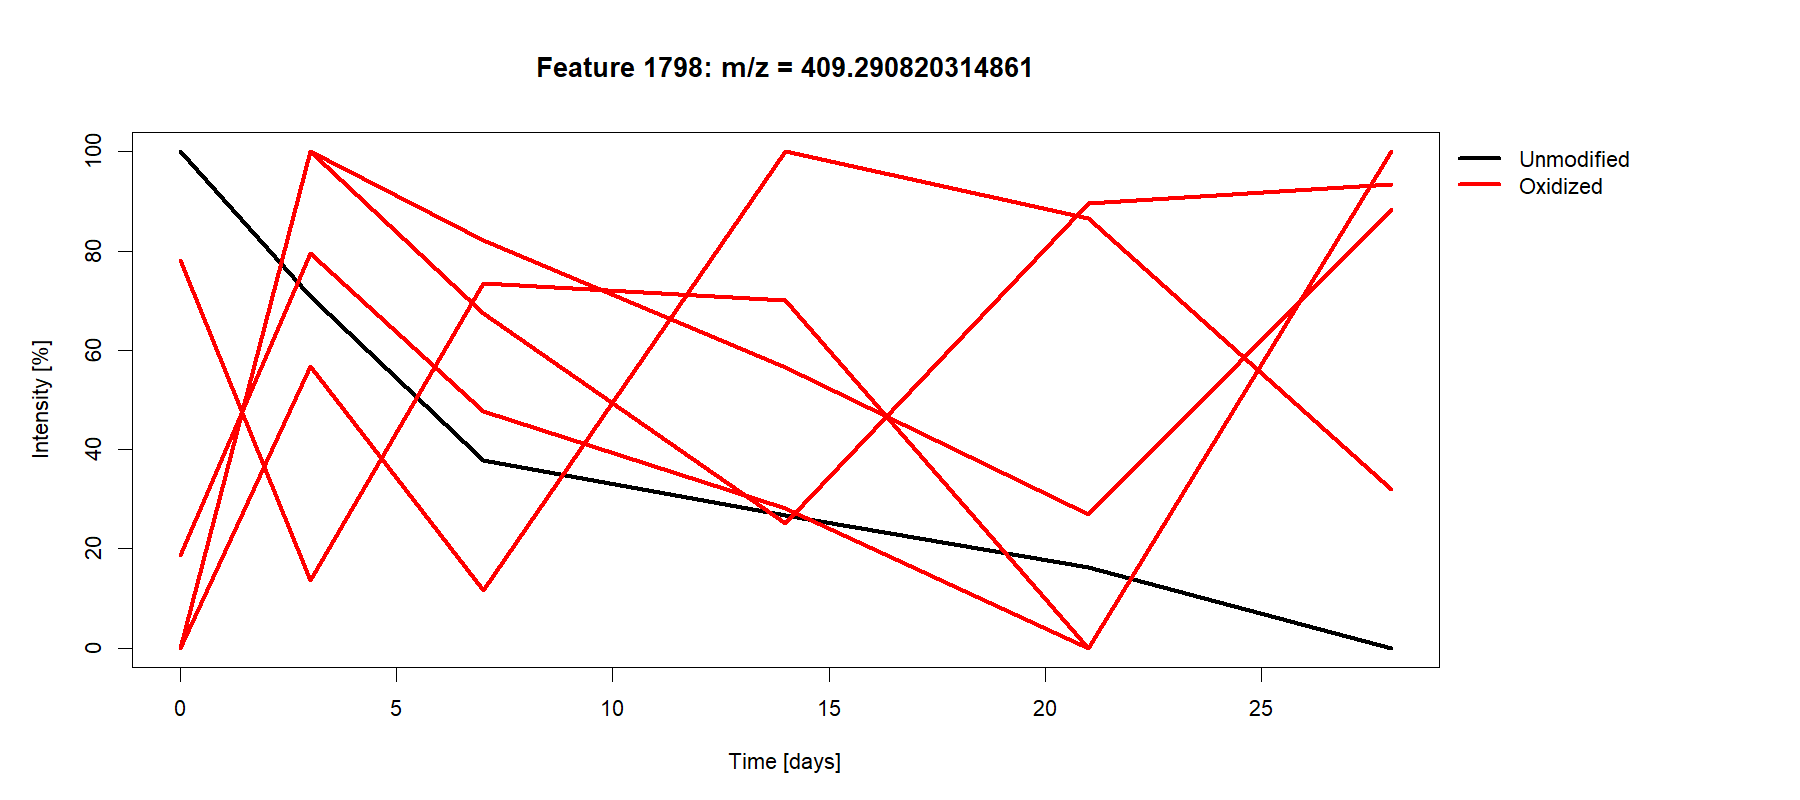 Feature 1798: m/z = 409.290820314861
Unmodified
Oxidized
Intensity [%]
100
80
60
40
20
0
0 5 10 15 20 25
Time [days]